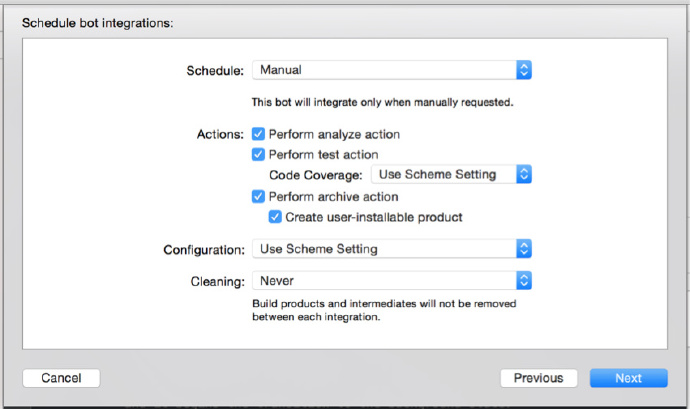 Schedule bot integrations:
Schedule: Manual
This bot will integrate only when manually requested.
Actions: Perform analyze action
Perform test action
Code Coverage: Use Scheme Setting
Perform archive action
Create user-installable product
Configuration: Use Scheme Setting
Cleaning: Never
Build products and intermediates will not be removed
between each integration.
Cancel Previous Next